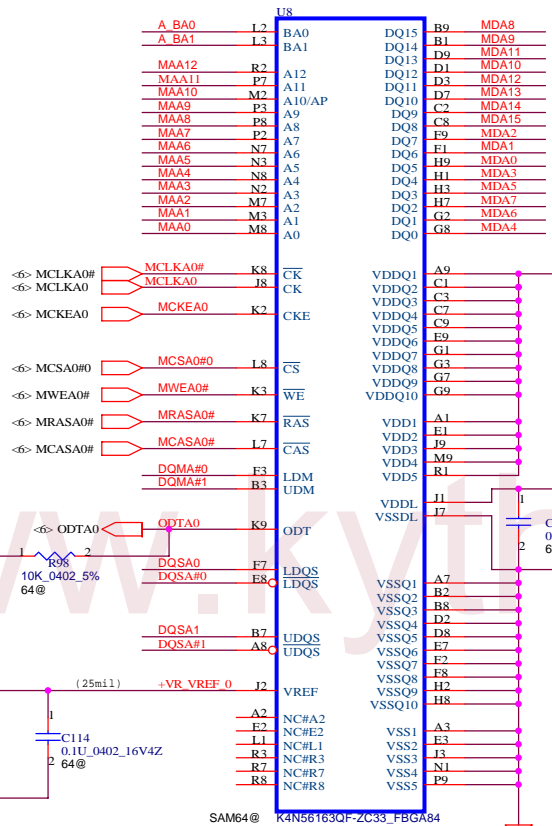 U8
A_BA0 L2 BA0 DQ15 B9 MDA8
A_BA1 L3 BA1 DQ14 B1 MDA9
DQ13 D9 MDA11
MAA12 R2 A12 DQ12 D1 MDA10
MAA11 P7 A11 DQ11 D3 MDA12
MAA10 M2 A10/AP DQ10 D7 MDA13
MAA9 P3 A9 DQ9 C2 MDA14
MAA8 P8 A8 DQ8 C8 MDA15
MAA7 P2 A7 DQ7 F9 MDA2
MAA6 N7 A6 DQ6 F1 MDA1
MAA5 N3 A5 DQ5 H9 MDA0
MAA4 N8 A4 DQ4 H1 MDA3
MAA3 N2 A3 DQ3 H3 MDA5
MAA2 M7 A2 DQ2 H7 MDA7
MAA1 M3 A1 DQ1 G2 MDA6
MAA0 M8 A0 DQ0 G8 MDA4
<6> MCLKA0# MCLKA0# K8 CK VDDQ1 A9
<6> MCLKA0 MCLKA0 J8 CK VDDQ2 C1
VDDQ3 C3
<6> MCKEA0 MCKEA0 K2 CKE VDDQ4 C7
VDDQ5 C9
VDDQ6 E9
VDDQ7 G1
<6> MCSA0#0 MCSA0#0 L8 CS VDDQ8 G3
VDDQ9 G7
<6> MWEA0# MWEA0# K3 WE VDDQ10 G9
<6> MRASA0# MRASA0# K7 RAS VDD1 A1
VDD2 E1
<6> MCASA0# MCASA0# L7 CAS VDD3 J9
VDD4 M9
DQMA#0 F3 LDM VDD5 R1
DQMA#1 B3 UDM
VDDL J1
VSSDL J7
<6> ODTA0 ODTA0 K9 ODT
1 2
R98
10K_0402_5%
64@
1
2
C
0
6
DQSA0 F7 LDQS
DQSA#0 E8 LDQS VSSQ1 A7
VSSQ2 B2
VSSQ3 B8
VSSQ4 D2
DQSA1 B7 UDQS VSSQ5 D8
DQSA#1 A8 UDQS VSSQ6 E7
VSSQ7 F2
VSSQ8 F8
(25mil) +VR_VREF_0 J2 VREF VSSQ9 H2
VSSQ10 H8
A2 NC#A2
E2 NC#E2 VSS1 A3
L1 NC#L1 VSS2 E3
R3 NC#R3 VSS3 J3
R7 NC#R7 VSS4 N1
R8 NC#R8 VSS5 P9
1
C114
0.1U_0402_16V4Z
2 64@
SAM64@ K4N56163QF-ZC33_FBGA84
w.kyth